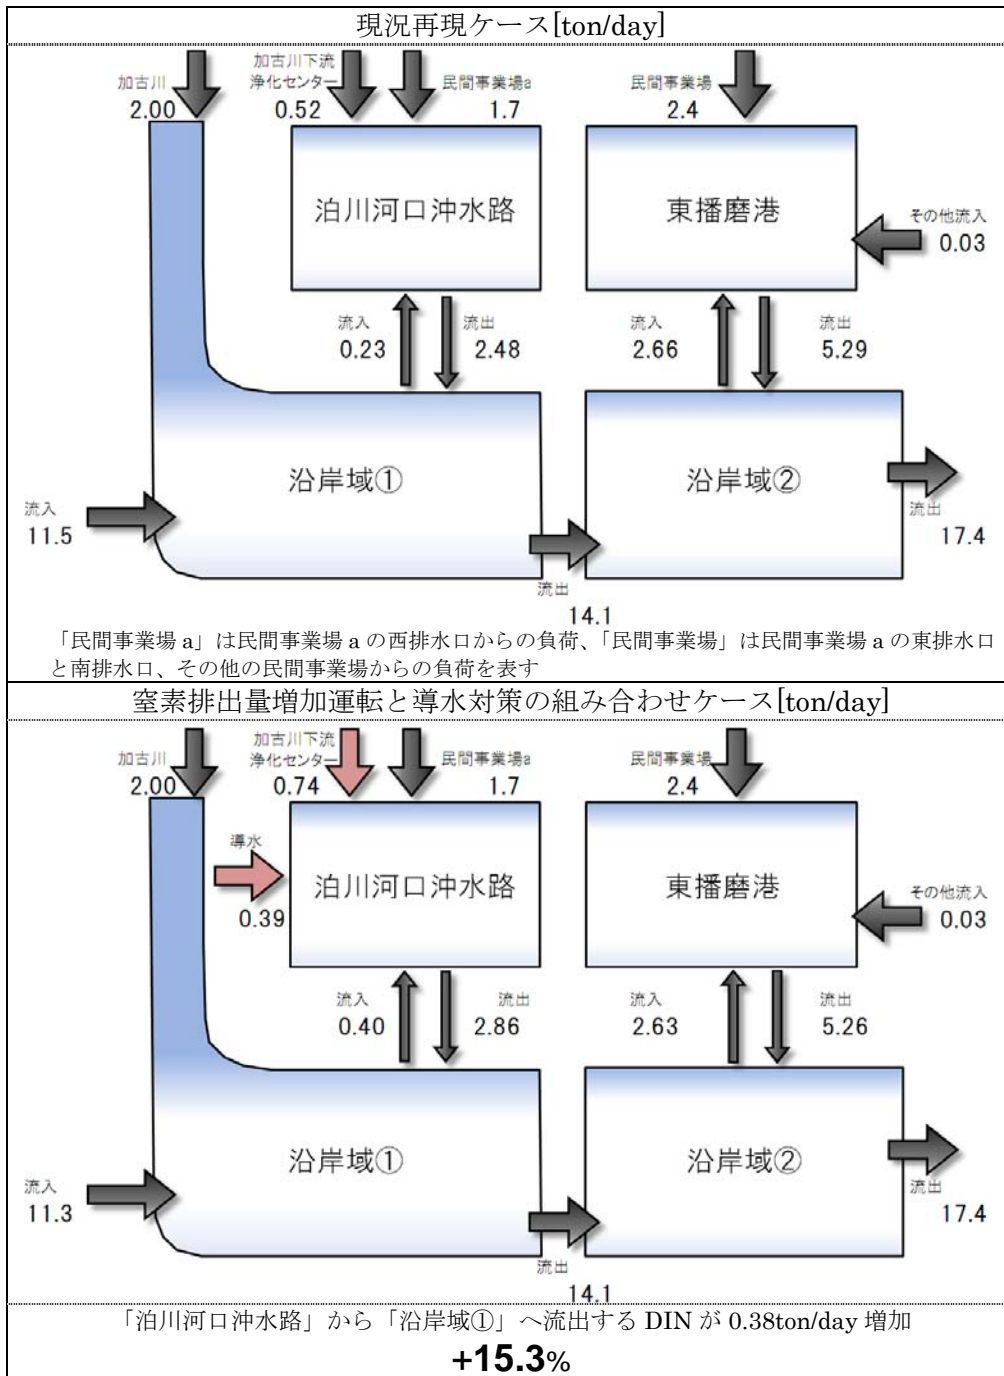 現況再現ケース[ton/day]
加古川
2.00
加古川下流
浄化センター
0.52
民間事業場a
1.7
民間事業場
2.4
泊川河口沖水路
東播磨港
その他流入
0.03
流入
0.23
流出
2.48
流入
2.66
流出
5.29
沿岸域①
沿岸域②
流入
11.5
流出
14.1
流出
17.4
「民間事業場 a」は民間事業場 a の西排水口からの負荷、「民間事業場」は民間事業場 a の東排水口
と南排水口、その他の民間事業場からの負荷を表す
窒素排出量増加運転と導水対策の組み合わせケース[ton/day]
加古川
2.00
加古川下流
浄化センター
0.74
民間事業場a
1.7
民間事業場
2.4
導水
0.39
泊川河口沖水路
東播磨港
その他流入
0.03
流入
0.40
流出
2.86
流入
2.63
流出
5.26
沿岸域①
沿岸域②
流入
11.3
流出
14.1
流出
17.4
「泊川河口沖水路」から「沿岸域①」へ流出する DIN が 0.38ton/day 増加
+15.3%